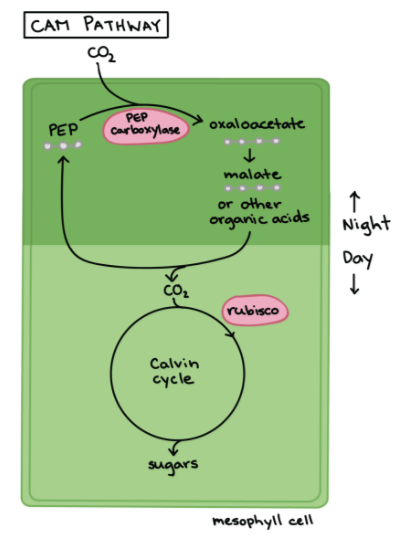 CAM PATHWAY
CO2
PEP
PEP
carboxylase
oxaloacetate
malate
or other
organic acids
Night
Day
CO2
rubisco
Calvin
cycle
sugars
mesophyll cell